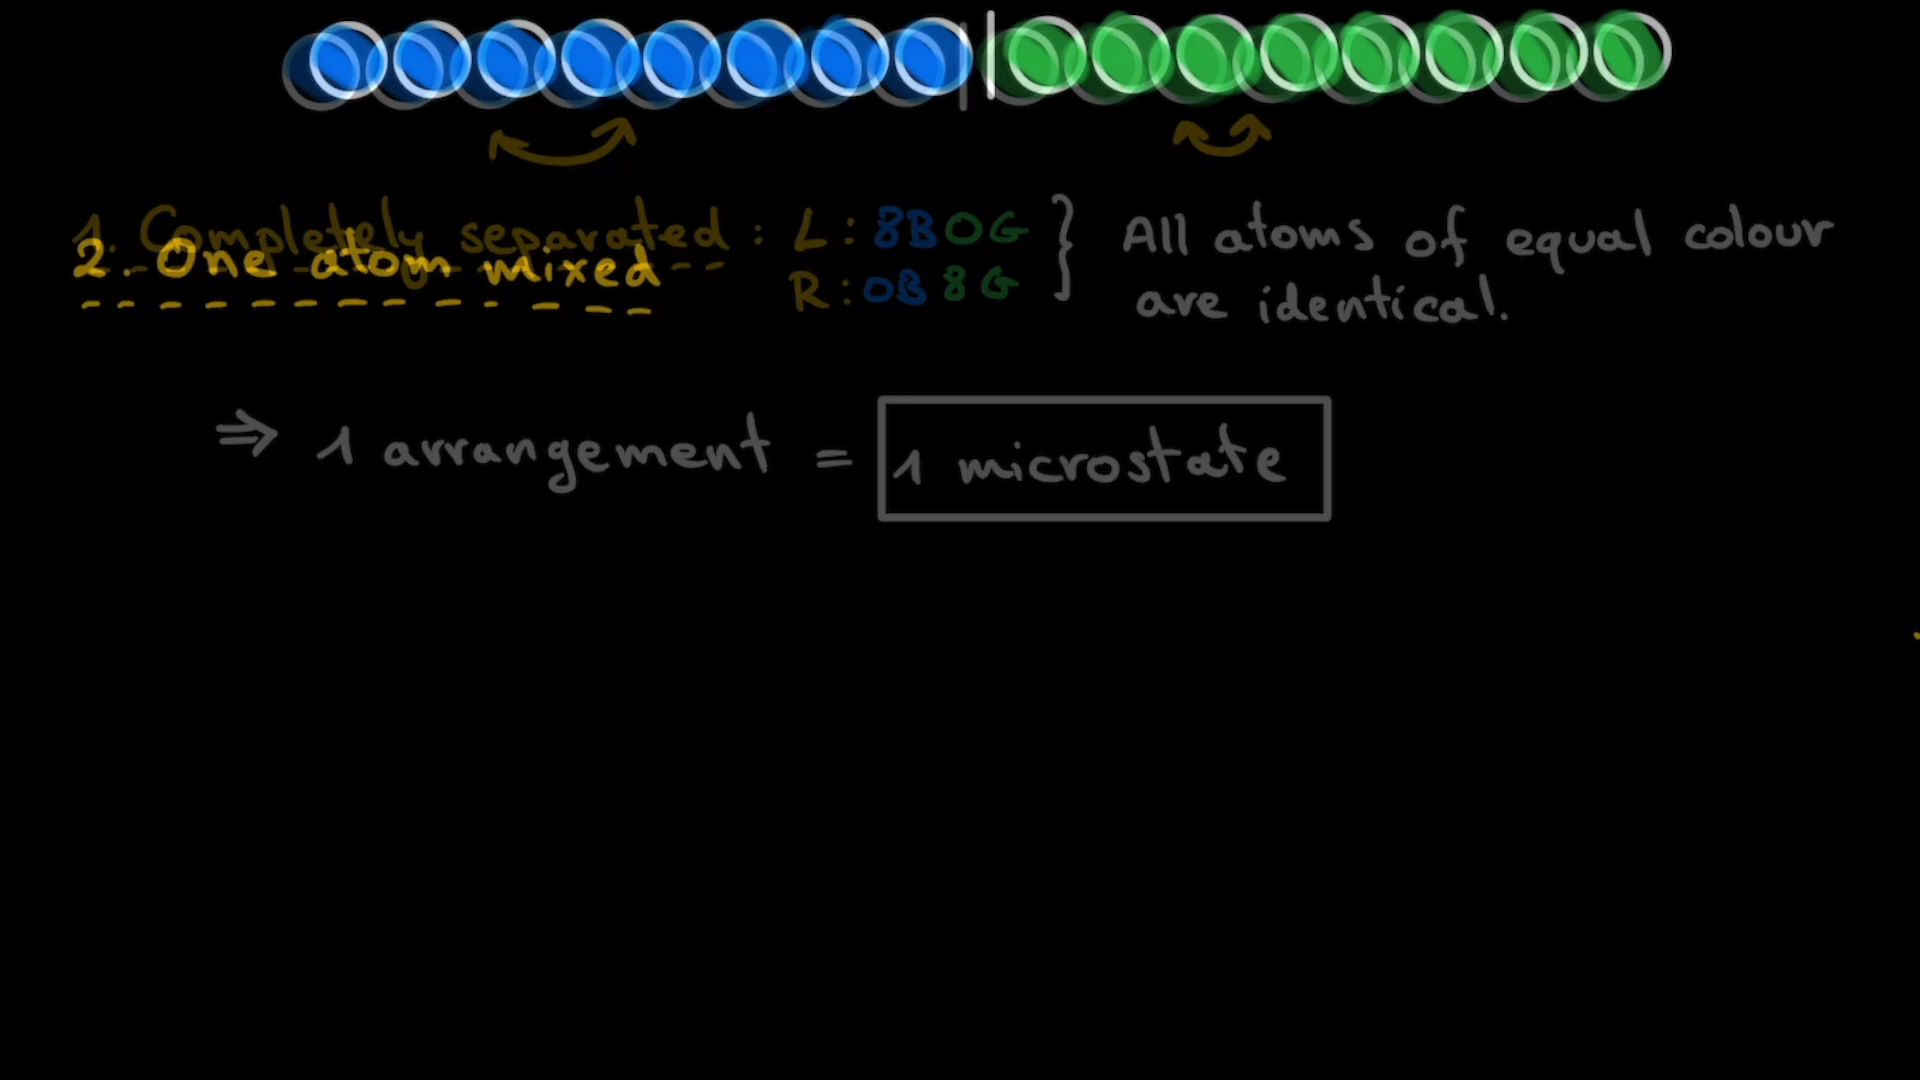 1. Completely separated : L : 8B 0G } All atoms of equal colour
R : 0B 8G are identical.
2. One atom mixed
⇒ 1 arrangement = 1 microstate